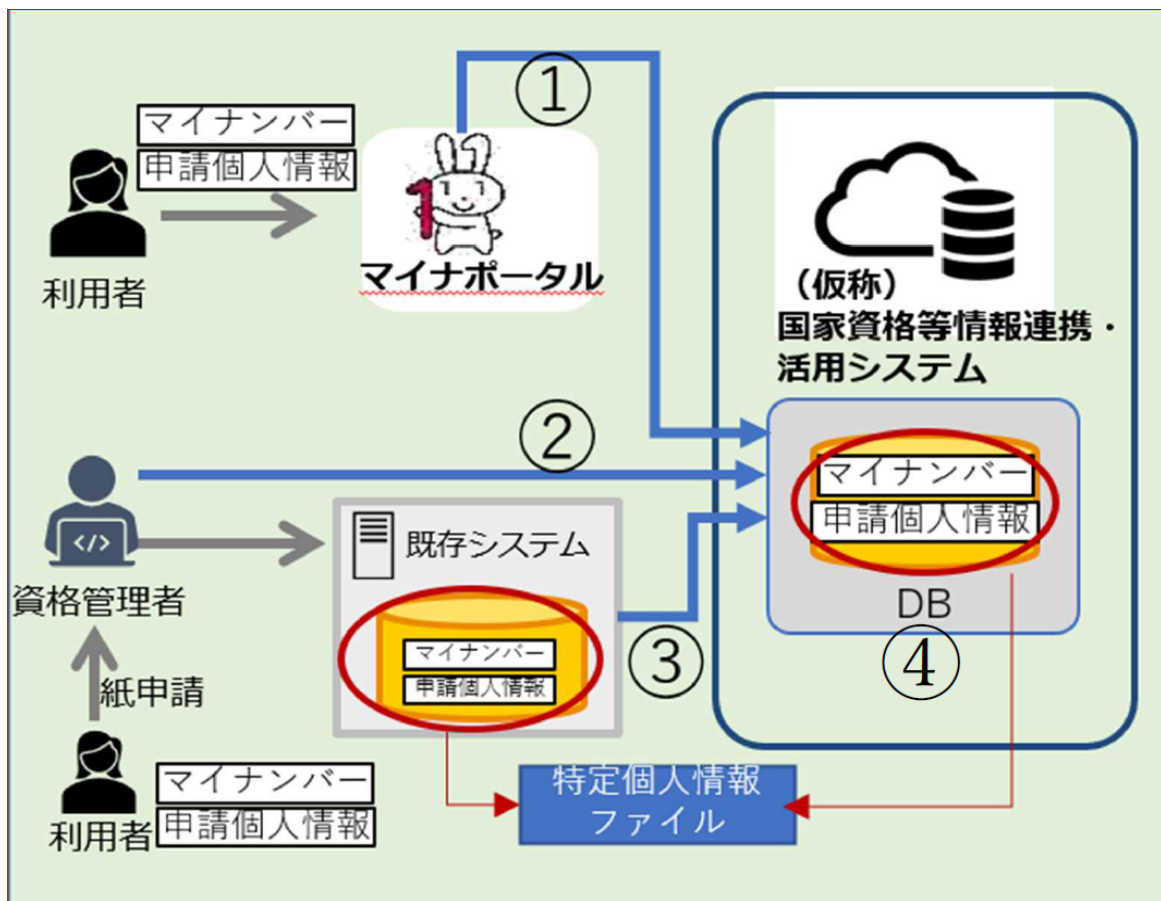 ①
マイナンバー
申請個人情報
利用者
1
マイナポータル
(仮称)
国家資格等情報連携・
活用システム
②
マイナンバー
申請個人情報
DB
④
</>
資格管理者
既存システム
マイナンバー
申請個人情報
③
紙申請
利用者
マイナンバー
申請個人情報
特定個人情報
ファイル